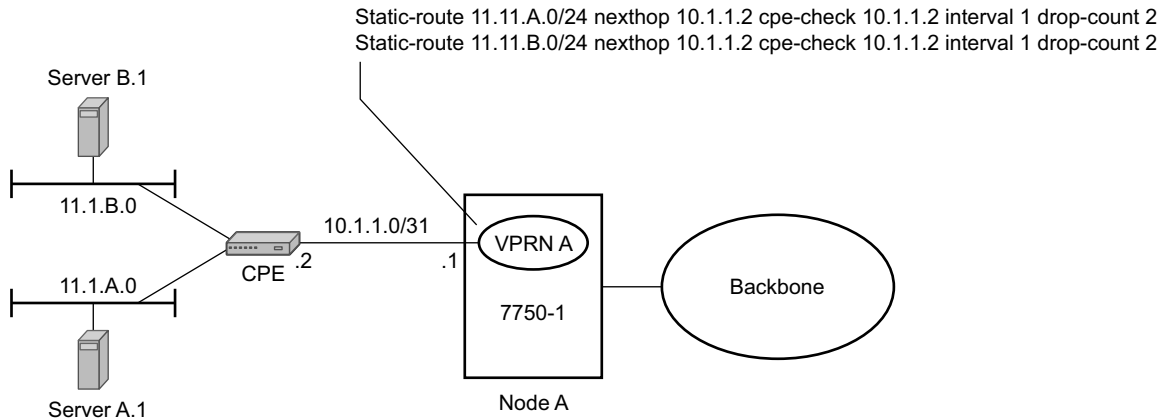 Static-route 11.11.A.0/24 nexthop 10.1.1.2 cpe-check 10.1.1.2 interval 1 drop-count 2
Static-route 11.11.B.0/24 nexthop 10.1.1.2 cpe-check 10.1.1.2 interval 1 drop-count 2
Server B.1
11.1.B.0
10.1.1.0/31
VPRN A
CPE
.2
.1
11.1.A.0
Backbone
7750-1
Server A.1
Node A